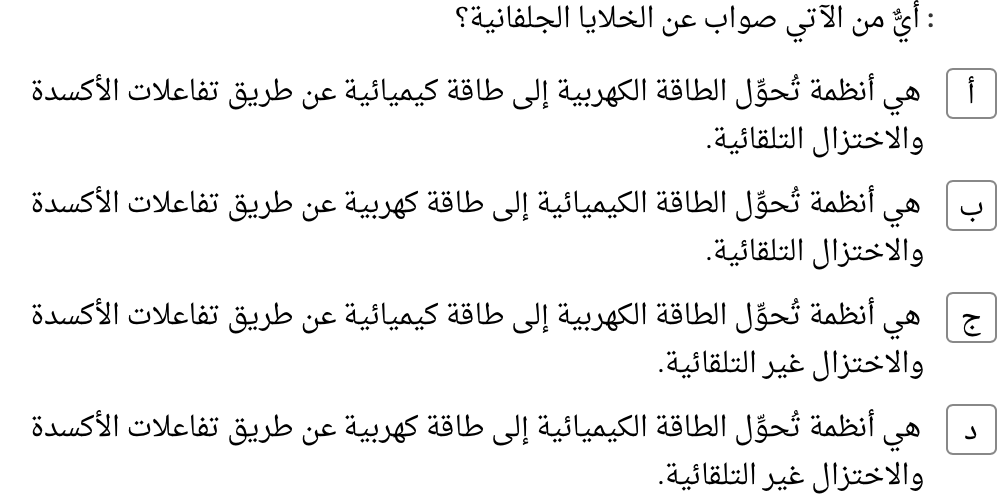 : أيٌّ من الآتي صواب عن الخلايا الجلفانية؟
أ هي أنظمة تُحوِّل الطاقة الكهربية إلى طاقة كيميائية عن طريق تفاعلات الأكسدة
والاختزال التلقائية.
ب هي أنظمة تُحوِّل الطاقة الكيميائية إلى طاقة كهربية عن طريق تفاعلات الأكسدة
والاختزال التلقائية.
ج هي أنظمة تُحوِّل الطاقة الكهربية إلى طاقة كيميائية عن طريق تفاعلات الأكسدة
والاختزال غير التلقائية.
د هي أنظمة تُحوِّل الطاقة الكيميائية إلى طاقة كهربية عن طريق تفاعلات الأكسدة
والاختزال غير التلقائية.